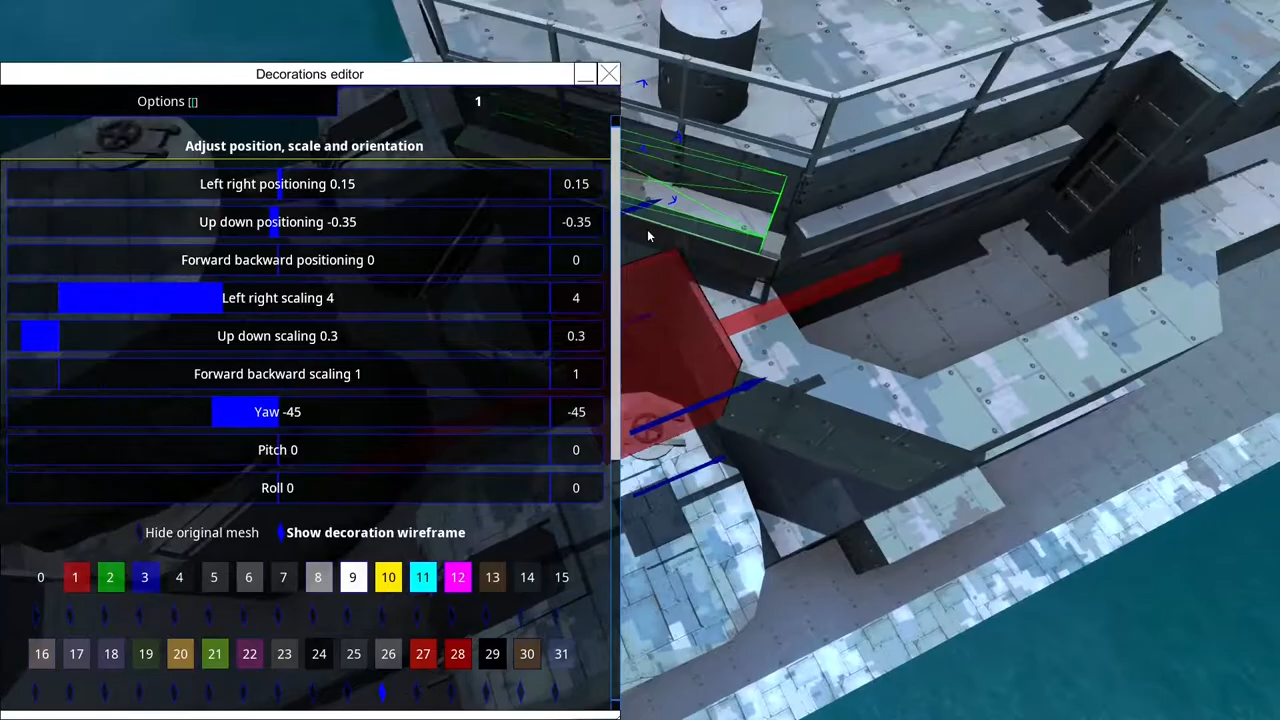 Decorations editor
Options [[] 1
Adjust position, scale and orientation
Left right positioning 0.15 0.15
Up down positioning -0.35 -0.35
Forward backward positioning 0 0
Left right scaling 4 4
Up down scaling 0.3 0.3
Forward backward scaling 1 1
Yaw -45 -45
Pitch 0 0
Roll 0 0
Hide original mesh Show decoration wireframe
0 1 2 3 4 5 6 7 8 9 10 11 12 13 14 15
16 17 18 19 20 21 22 23 24 25 26 27 28 29 30 31